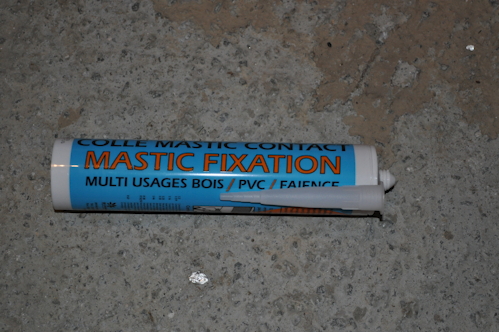 COLLE MASTIC CONTACT
MASTIC FIXATION
MULTI USAGES BOIS / PVC / FAIENCE